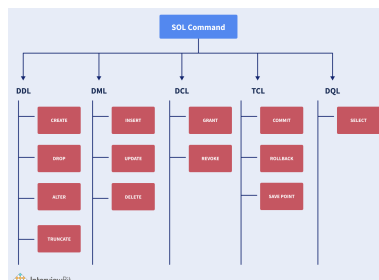 SQL Command
DDL DML DCL TCL DQL
CREATE INSERT GRANT COMMIT SELECT
DROP UPDATE REVOKE ROLLBACK
ALTER DELETE SAVE POINT
TRUNCATE
InterviewBit